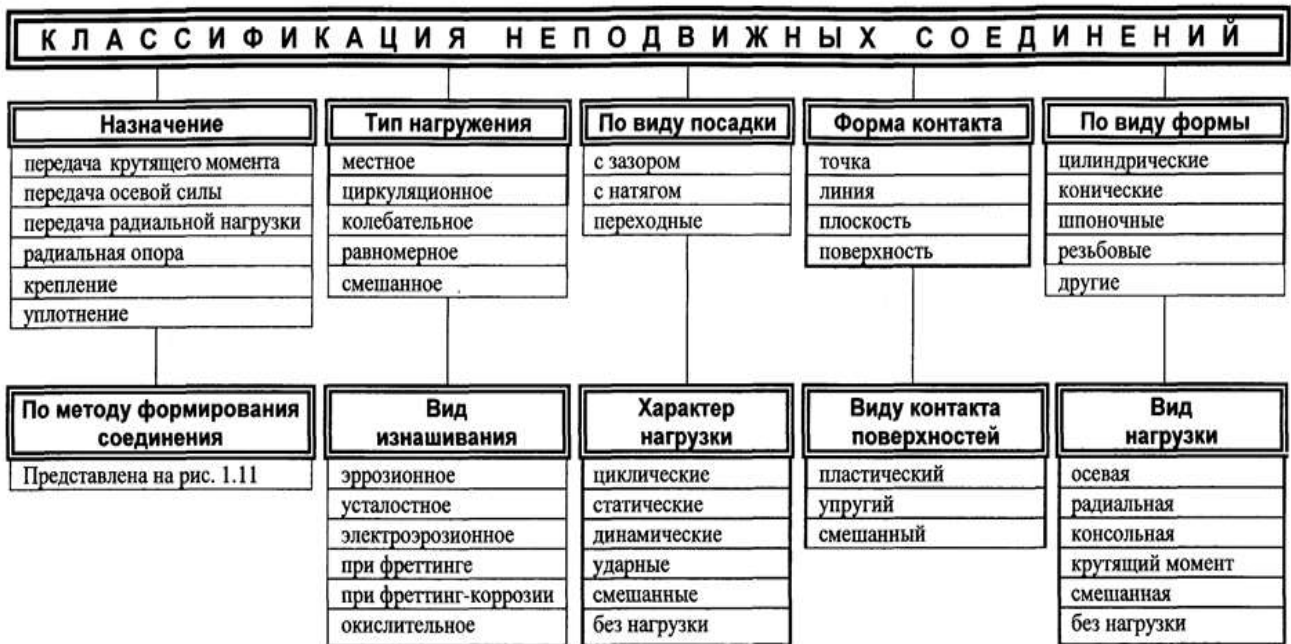 КЛАССИФИКАЦИЯ НЕПОДВИЖНЫХ СОЕДИНЕНИЙ
Назначение
передача крутящего момента
передача осевой силы
передача радиальной нагрузки
радиальная опора
крепление
уплотнение
Тип нагружения
местное
циркуляционное
колебательное
равномерное
смешанное
По виду посадки
с зазором
с натягом
переходные
Форма контакта
точка
линия
плоскость
поверхность
По виду формы
цилиндрические
конические
шпоночные
резьбовые
другие
По методу формирования
соединения
Представлена на рис. 1.11
Вид
изнашивания
эррозионное
усталостное
электроэрозионное
при фреттинге
при фреттинг-коррозии
окислительное
Характер
нагрузки
циклические
статические
динамические
ударные
смешанные
без нагрузки
Виду контакта
поверхностей
пластический
упругий
смешанный
Вид
нагрузки
осевая
радиальная
консольная
крутящий момент
смешанная
без нагрузки